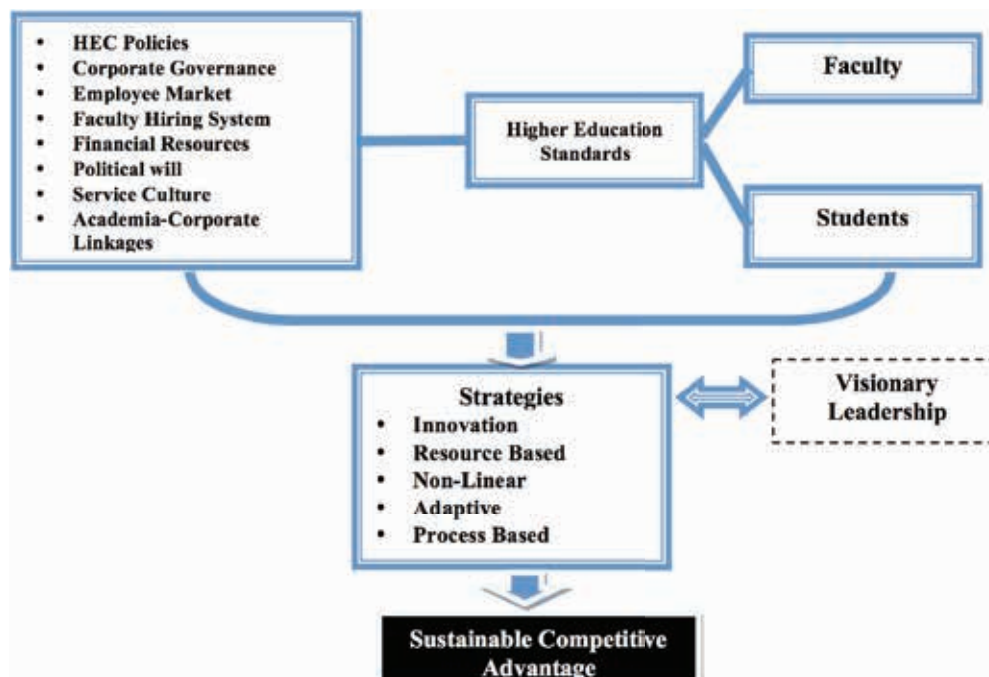 • HEC Policies
• Corporate Governance
• Employee Market
• Faculty Hiring System
• Financial Resources
• Political will
• Service Culture
• Academia-Corporate
Linkages
Higher Education
Standards
Faculty
Students
Strategies
• Innovation
• Resource Based
• Non-Linear
• Adaptive
• Process Based
Visionary
Leadership
Sustainable Competitive
Advantage